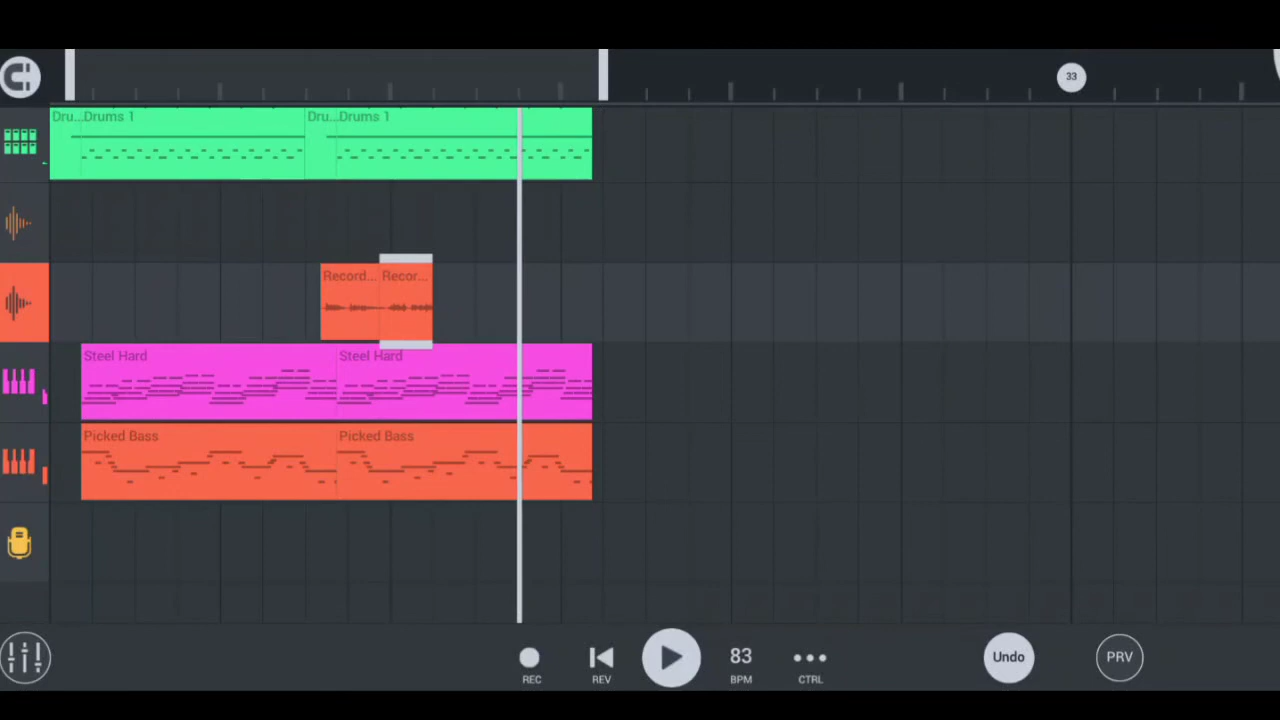 33
Dru...Drums 1
Dru...Drums 1
Record...
Recor...
Steel Hard
Steel Hard
Picked Bass
Picked Bass
REC
REV
83
BPM
CTRL
Undo
PRV